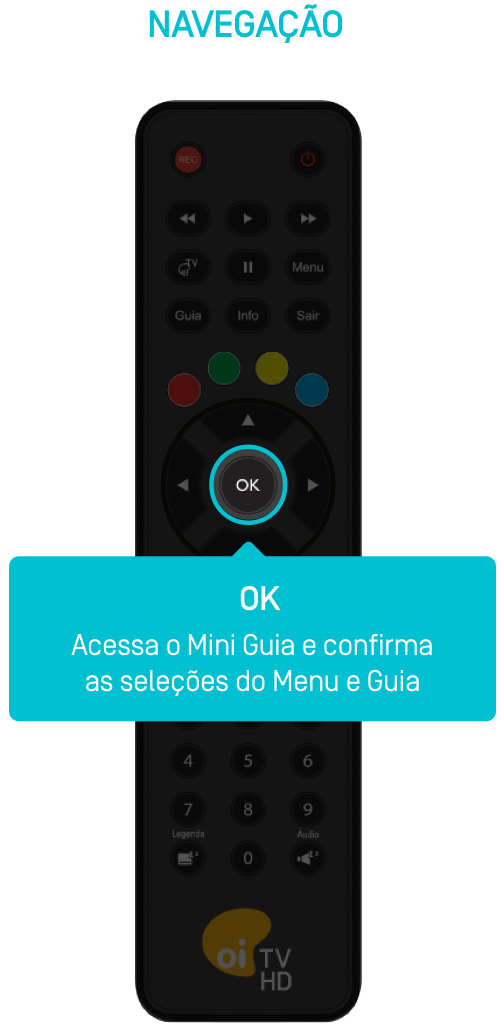 NAVEGAÇÃO
REC
TV
Menu
Guia
Info
Sair
OK
OK
Acessa o Mini Guia e confirma
as seleções do Menu e Guia
4
5
6
7
8
9
Legenda
Áudio
0
oi TV
HD